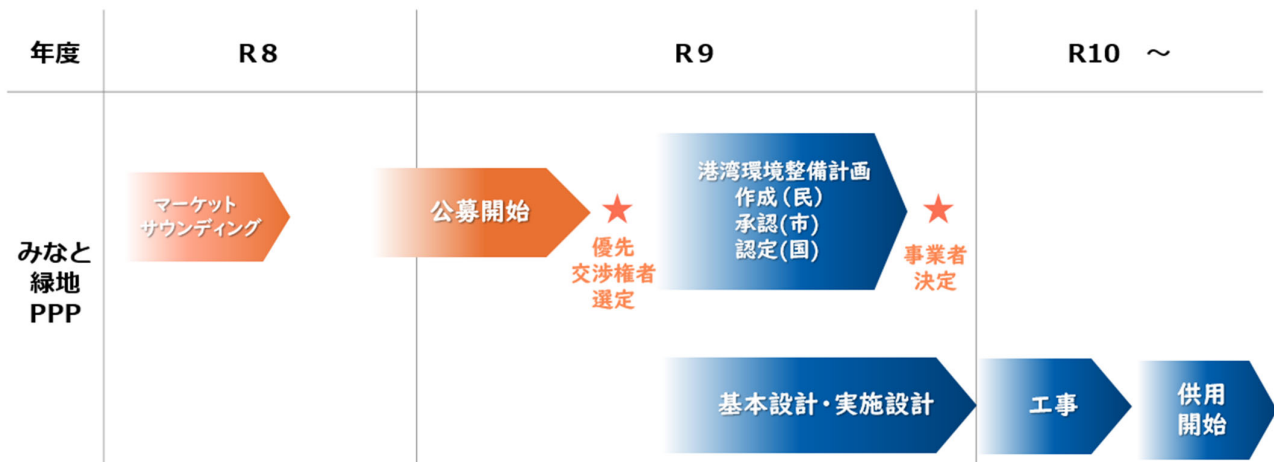 年度
R8
R9
R10 ～
みなと
緑地
PPP
マーケット
サウンディング
公募開始
★
優先
交渉権者
選定
港湾環境整備計画
作成(民)
承認(市)
認定(国)
★
事業者
決定
基本設計・実施設計
工事
供用
開始